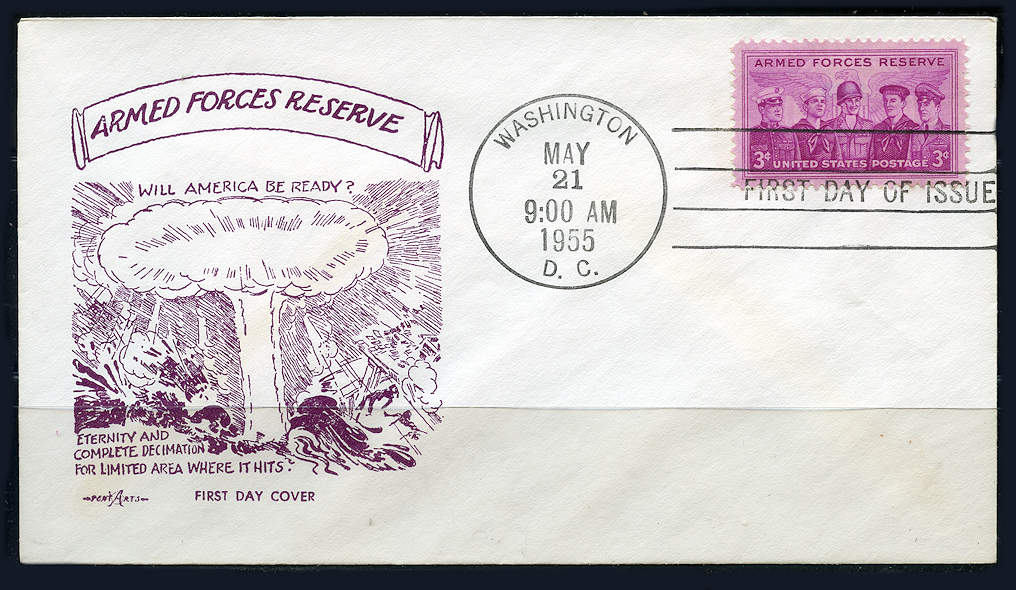 ARMED FORCES RESERVE
WILL AMERICA BE READY?
ETERNITY AND
COMPLETE DECIMATION
FOR LIMITED AREA WHERE IT HITS.
PENT ARTS
FIRST DAY COVER
WASHINGTON
MAY
21
9:00 AM
1955
D. C.
ARMED FORCES RESERVE
3¢ UNITED STATES POSTAGE 3¢
FIRST DAY OF ISSUE